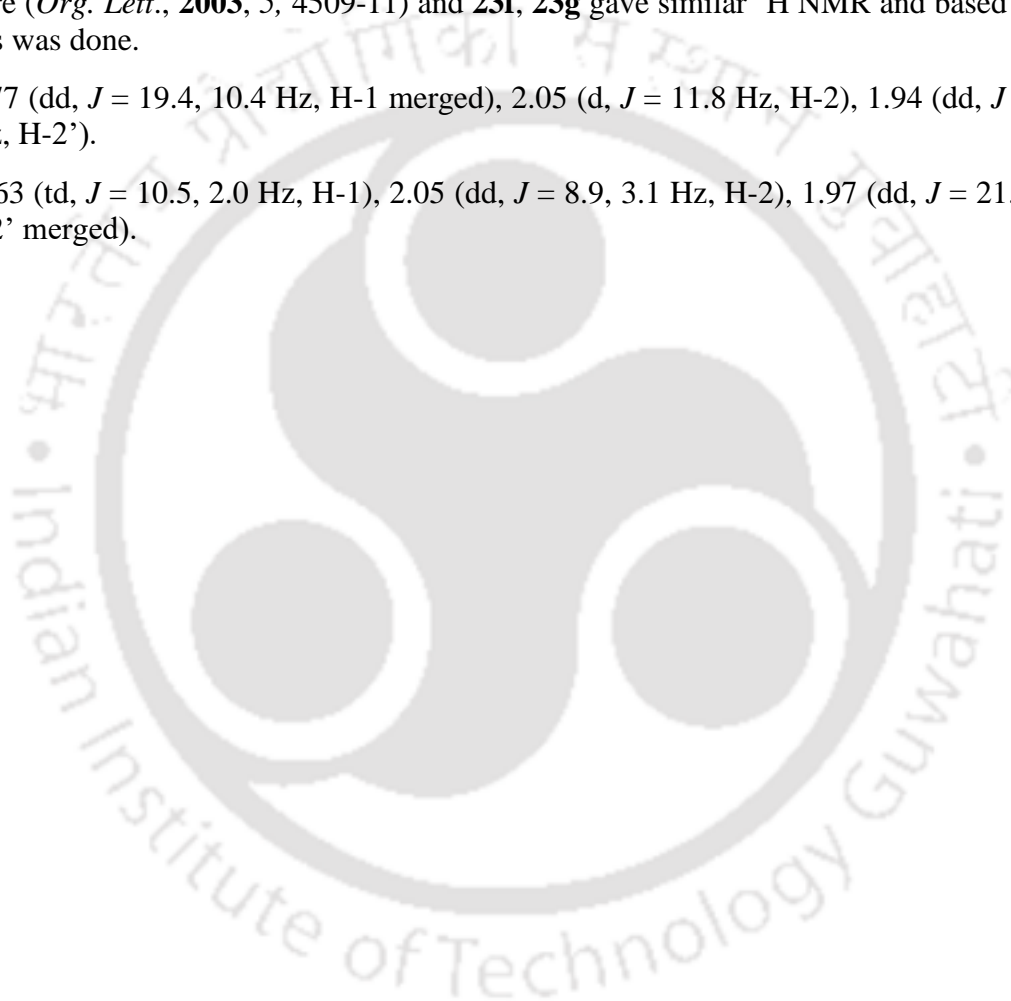 re (Org. Lett., 2003, 5, 4509-11) and 23f, 23g gave similar ¹H NMR and based
s was done.
77 (dd, J = 19.4, 10.4 Hz, H-1 merged), 2.05 (d, J = 11.8 Hz, H-2), 1.94 (dd, J
z, H-2’).
63 (td, J = 10.5, 2.0 Hz, H-1), 2.05 (dd, J = 8.9, 3.1 Hz, H-2), 1.97 (dd, J = 21.
2’ merged).
भारतीय प्रौद्योगिकी संस्थान गुवाहाटी
Indian Institute of Technology Guwahati